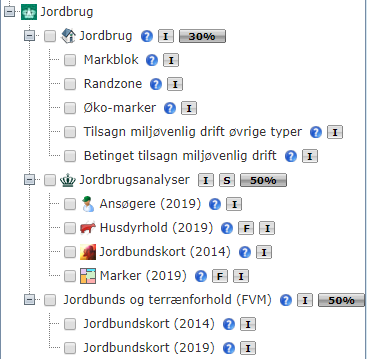 Jordbrug
Jordbrug ? I 30%
Markblok ? I
Randzone ? I
Øko-marker ? I
Tilsagn miljøvenlig drift øvrige typer ? I
Betinget tilsagn miljøvenlig drift ? I
Jordbrugsanalyser I S 50%
Ansøgere (2019) ? I
Husdyrhold (2019) ? F I
Jordbundskort (2014) ? I
Marker (2019) ? F I
Jordbunds og terrænforhold (FVM) ? I 50%
Jordbundskort (2014) ? I
Jordbundskort (2019) ? I